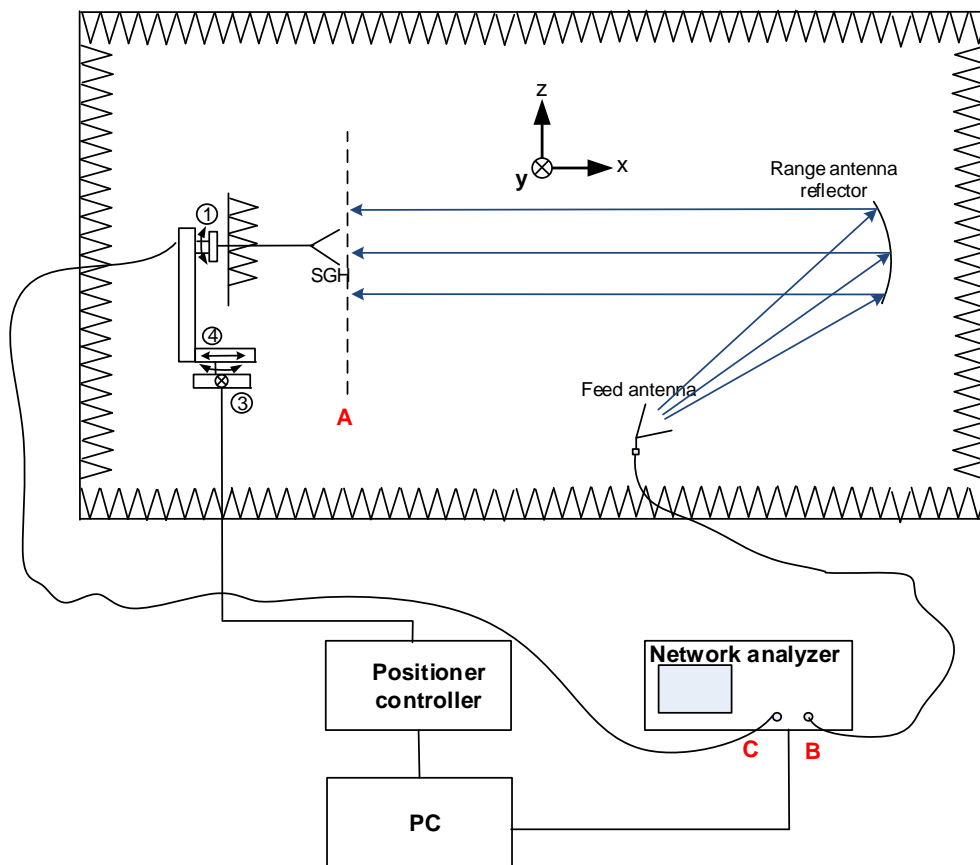 z
y
x
Range antenna
reflector
①
SGH
④
③
A
Feed antenna
Network analyzer
Positioner
controller
C
B
PC